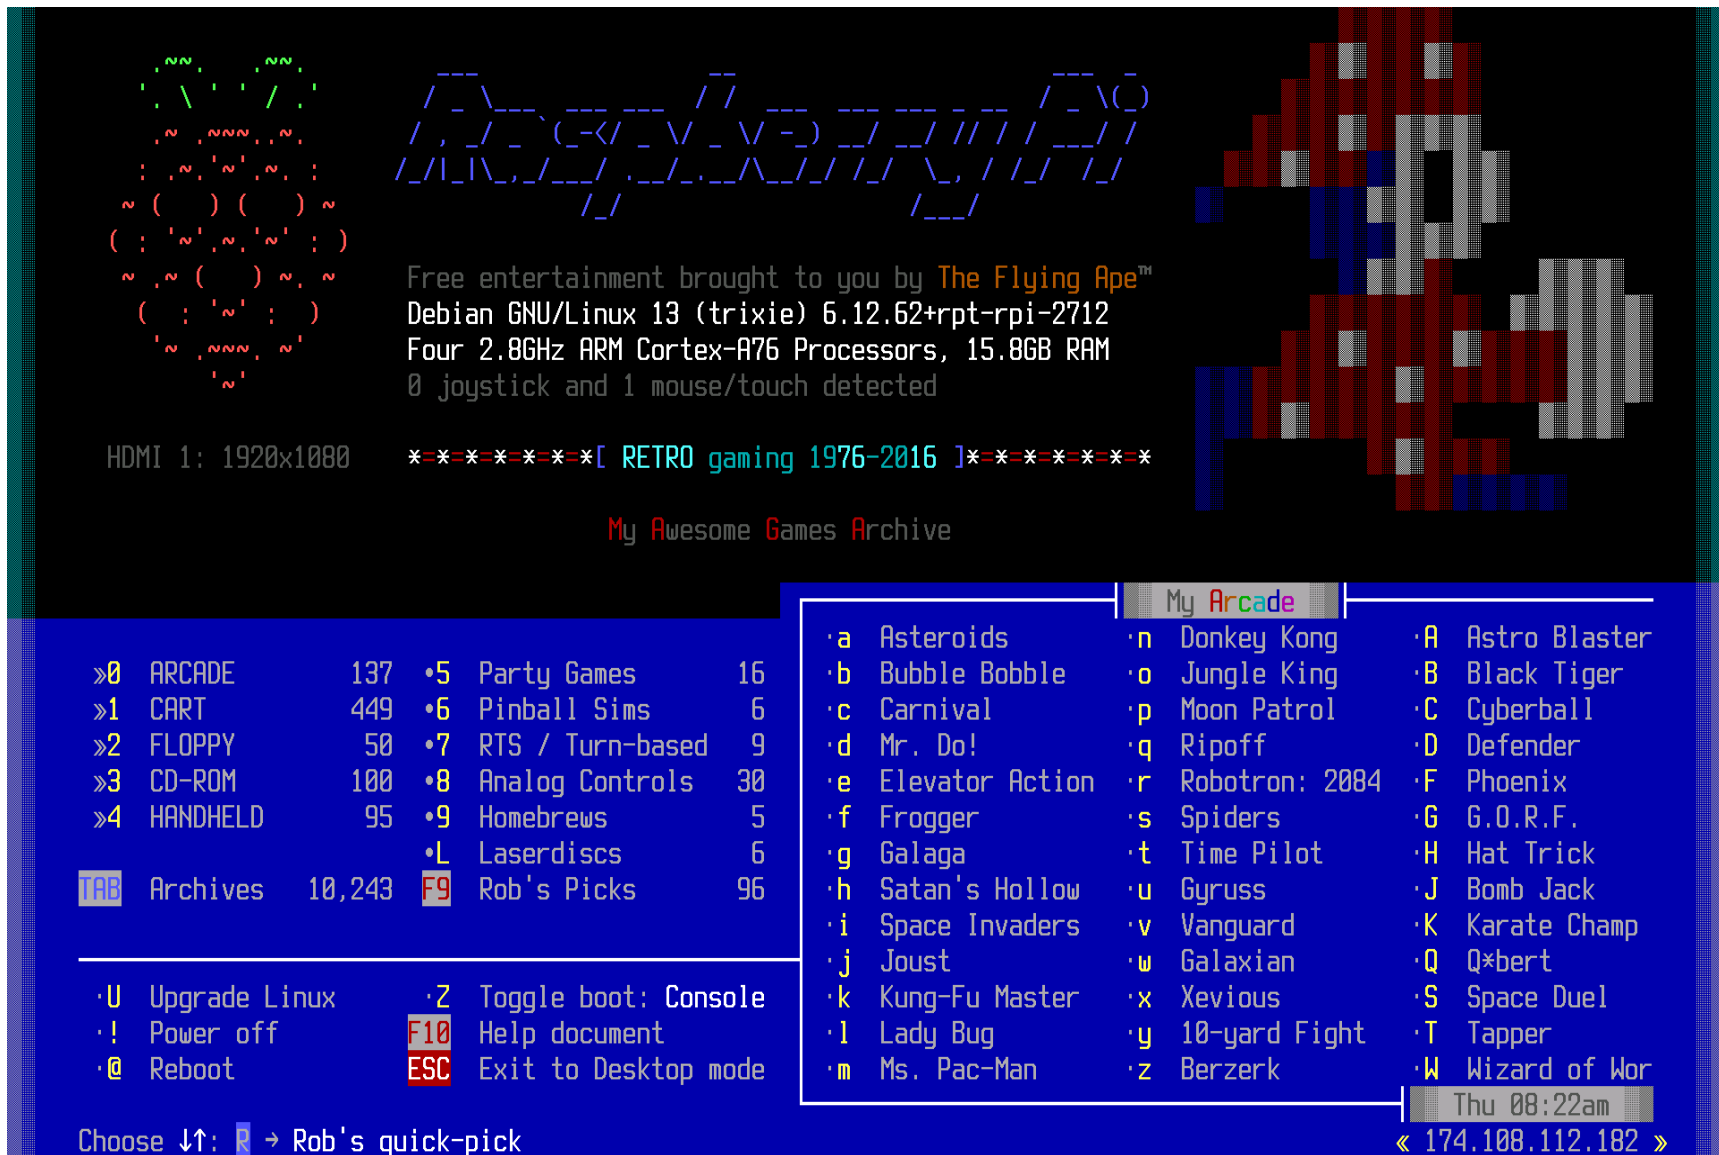 Free entertainment brought to you by The Flying Ape™
Debian GNU/Linux 13 (trixie) 6.12.62+rpt-rpi-2712
Four 2.8GHz ARM Cortex-A76 Processors, 15.8GB RAM
0 joystick and 1 mouse/touch detected
HDMI 1: 1920x1080
*=*=*=*=*=*=*[ RETRO gaming 1976-2016 ]*=*=*=*=*=*=*
My Awesome Games Archive
»0 ARCADE 137 •5 Party Games 16
»1 CART 449 •6 Pinball Sims 6
»2 FLOPPY 50 •7 RTS / Turn-based 9
»3 CD-ROM 100 •8 Analog Controls 30
»4 HANDHELD 95 •9 Homebrews 5
•L Laserdiscs 6
TAB Archives 10,243 F9 Rob's Picks 96
·U Upgrade Linux ·Z Toggle boot: Console
·! Power off F10 Help document
·@ Reboot ESC Exit to Desktop mode
My Arcade
·a Asteroids ·n Donkey Kong ·A Astro Blaster
·b Bubble Bobble ·o Jungle King ·B Black Tiger
·c Carnival ·p Moon Patrol ·C Cyberball
·d Mr. Do! ·q Ripoff ·D Defender
·e Elevator Action ·r Robotron: 2084 ·F Phoenix
·f Frogger ·s Spiders ·G G.O.R.F.
·g Galaga ·t Time Pilot ·H Hat Trick
·h Satan's Hollow ·u Gyruss ·J Bomb Jack
·i Space Invaders ·v Vanguard ·K Karate Champ
·j Joust ·w Galaxian ·Q Q*bert
·k Kung-Fu Master ·x Xevious ·S Space Duel
·l Lady Bug ·y 10-yard Fight ·T Tapper
·m Ms. Pac-Man ·z Berzerk ·W Wizard of Wor
Thu 08:22am
Choose ↓↑: R → Rob's quick-pick
« 174.108.112.182 »